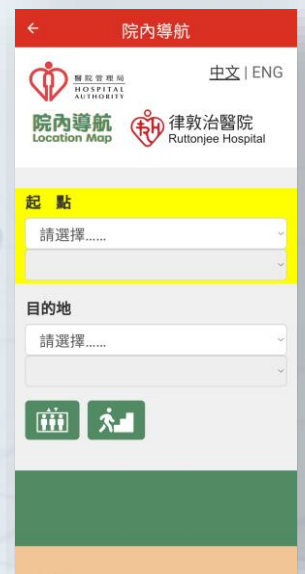 院內導航
醫院管理局
HOSPITAL
AUTHORITY
中文 | ENG
院內導航
Location Map
律敦治醫院
Ruttonjee Hospital
起 點
請選擇......
目的地
請選擇......